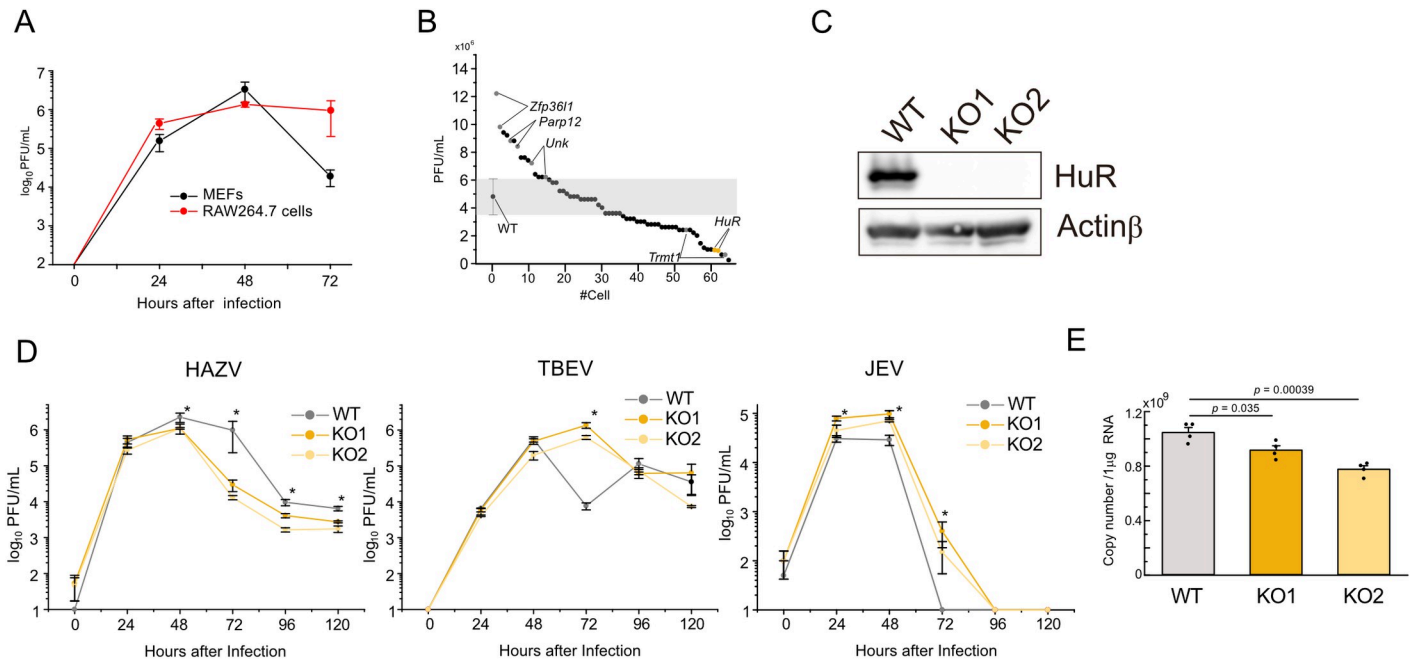 A
7
6
5
4
3
2
log₁₀ PFU/mL
MEFs
RAW264.7 cells
0 24 48 72
Hours after infection
B
×10⁶
14
12
10
8
6
4
2
0
PFU/mL
Zfp36l1
Parp12
Unk
WT
HuR
Trmt1
0 10 20 30 40 50 60
#Cell
C
WT KO1 KO2
HuR
Actinβ
D
HAZV
WT
KO1
KO2
6
5
4
3
2
1
log₁₀ PFU/mL
* * * *
0 24 48 72 96 120
Hours after Infection
TBEV
WT
KO1
KO2
6
5
4
3
2
1
log₁₀ PFU/mL
*
0 24 48 72 96 120
Hours after Infection
JEV
WT
KO1
KO2
5
4
3
2
1
log₁₀ PFU/mL
* * *
0 24 48 72 96 120
Hours after Infection
E
×10⁹
p = 0.00039
p = 0.035
1.2
0.8
0.4
0
Copy number /1μg RNA
WT KO1 KO2